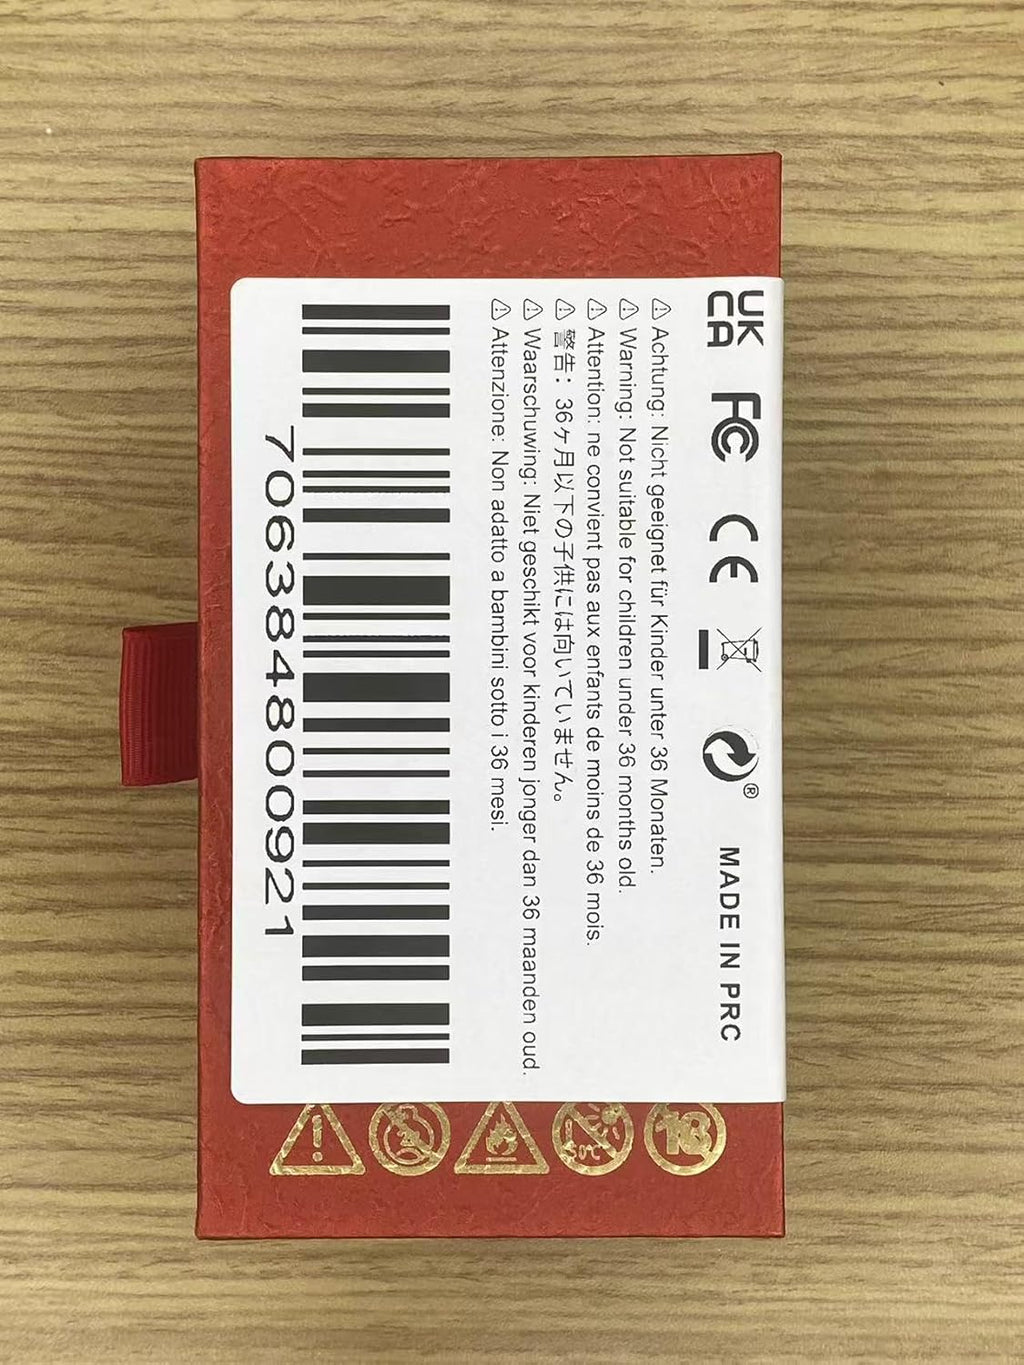 UK
CA
FC
CE
®
MADE IN PRC
Achtung: Nicht geeignet für Kinder unter 36 Monaten.
Warning: Not suitable for children under 36 months old.
Attention: ne convient pas aux enfants de moins de 36 mois.
警告：36ヶ月以下の子供には向いていません。
Waarschuwing: Niet geschikt voor kinderen jonger dan 36 maaanden oud.
Attenzione: Non adatto a bambini sotto i 36 mesi.
706384800921